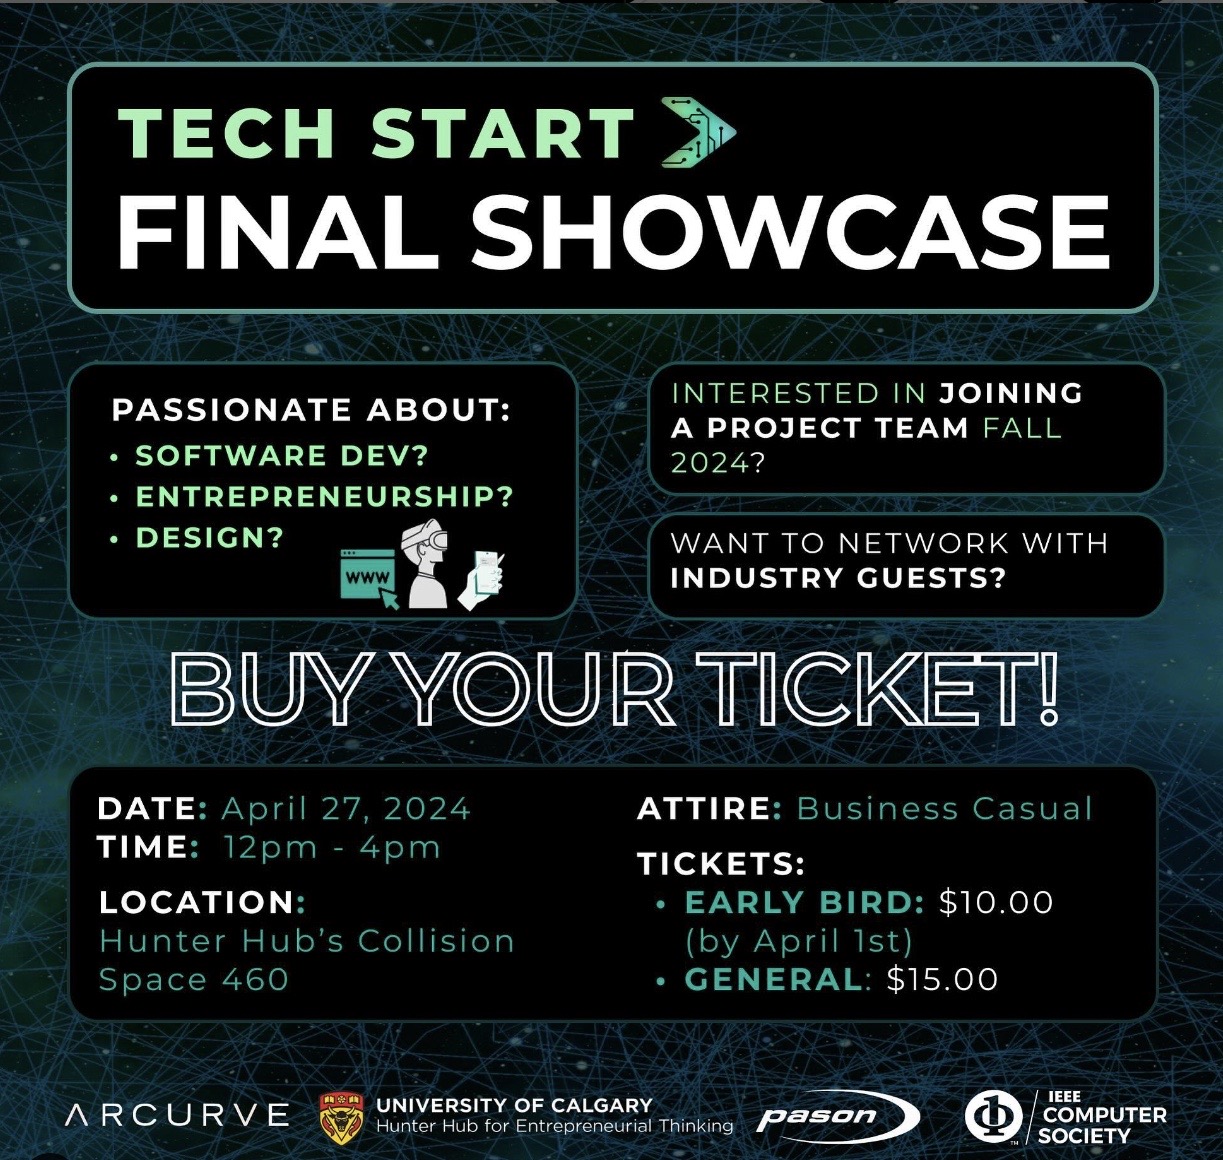 TECH START
FINAL SHOWCASE
PASSIONATE ABOUT:
• SOFTWARE DEV?
• ENTREPRENEURSHIP?
• DESIGN?
WWW
INTERESTED IN JOINING
A PROJECT TEAM FALL
2024?
WANT TO NETWORK WITH
INDUSTRY GUESTS?
BUY YOUR TICKET!
DATE: April 27, 2024
TIME: 12pm - 4pm
LOCATION:
Hunter Hub's Collision
Space 460
ATTIRE: Business Casual
TICKETS:
• EARLY BIRD: $10.00
(by April 1st)
• GENERAL: $15.00
ARCURVE
UNIVERSITY OF CALGARY
Hunter Hub for Entrepreneurial Thinking
pason
IEEE
COMPUTER
SOCIETY
TM